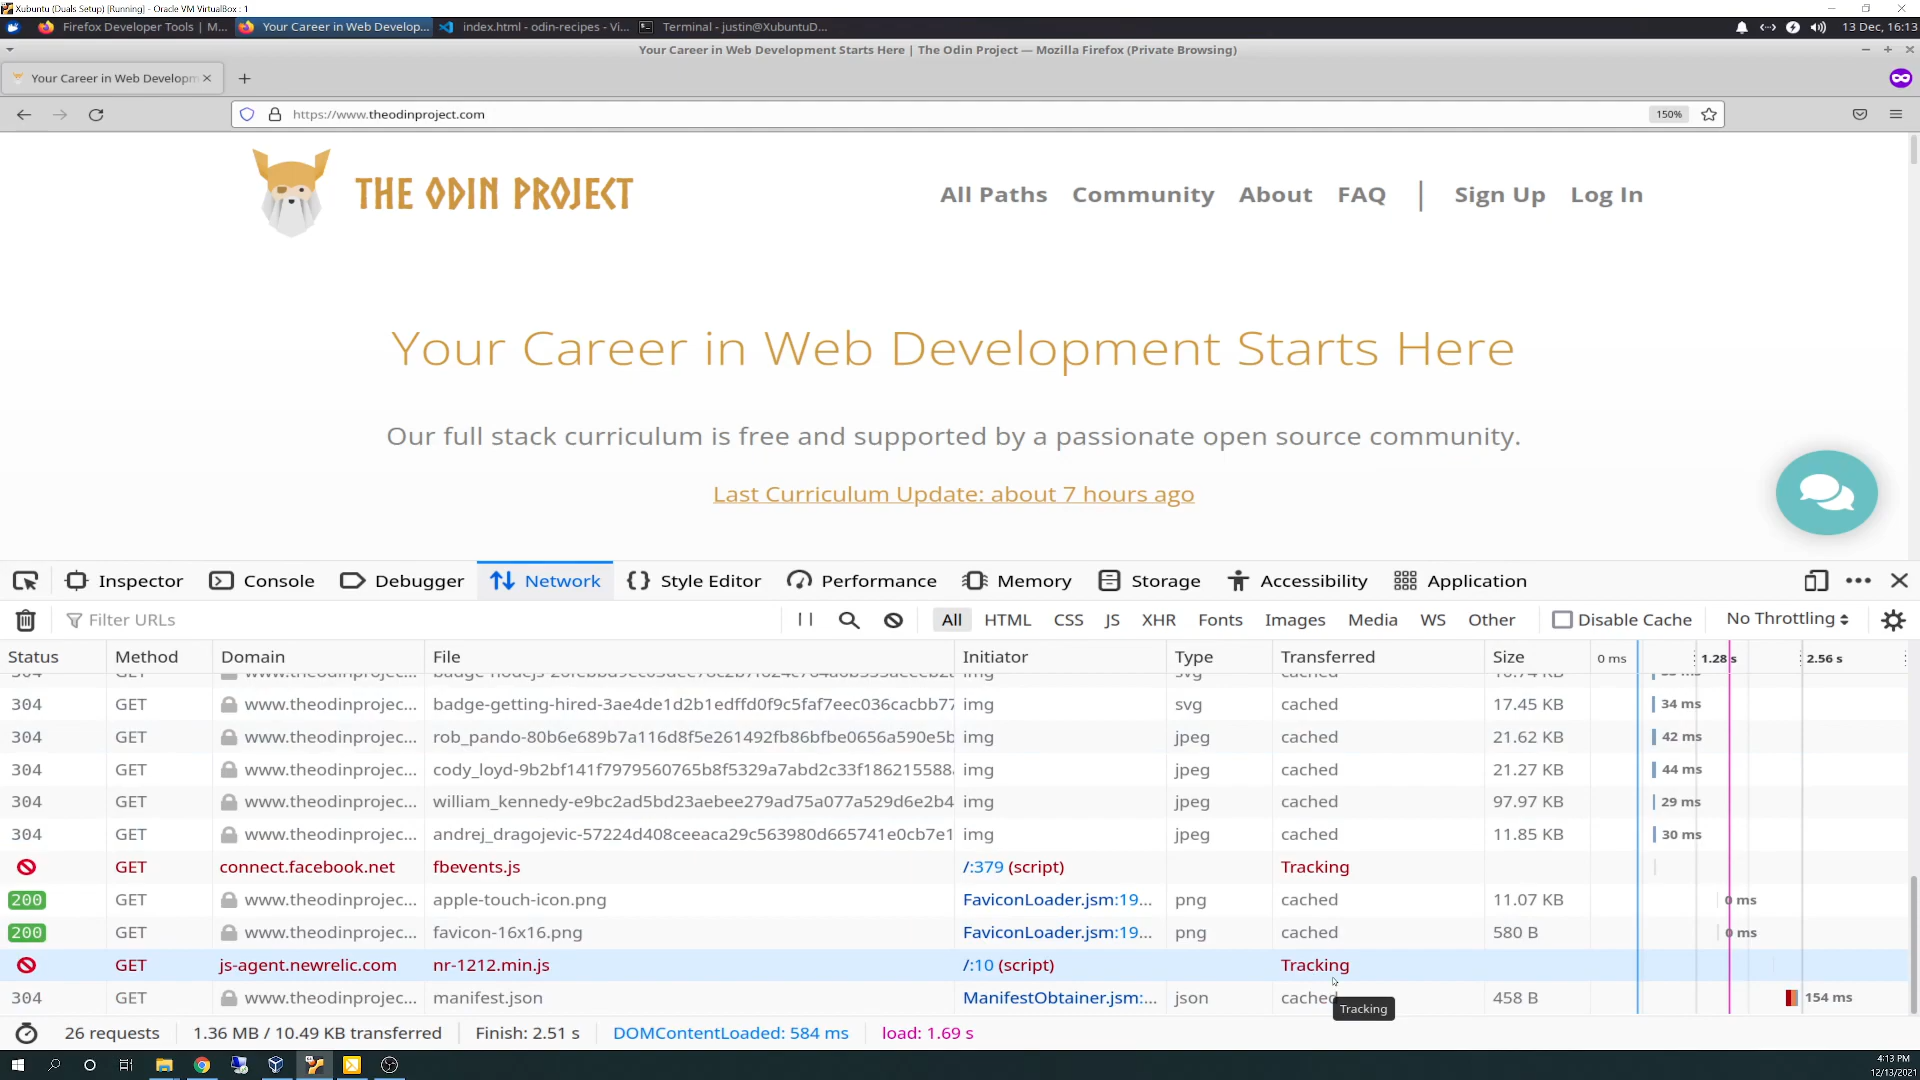 Xubuntu (Duals Setup) [Running] - Oracle VM VirtualBox : 1
Firefox Developer Tools | M...
Your Career in Web Develop...
index.html - odin-recipes - Vi...
Terminal - justin@XubuntuD...
13 Dec, 16:13
Your Career in Web Development Starts Here | The Odin Project — Mozilla Firefox (Private Browsing)
Your Career in Web Developm
https://www.theodinproject.com
150%
THE ODIN PROJECT
All Paths Community About FAQ | Sign Up Log In
Your Career in Web Development Starts Here
Our full stack curriculum is free and supported by a passionate open source community.
Last Curriculum Update: about 7 hours ago
Inspector Console Debugger Network Style Editor Performance Memory Storage Accessibility Application
Filter URLs All HTML CSS JS XHR Fonts Images Media WS Other Disable Cache No Throttling
Status Method Domain File Initiator Type Transferred Size 0 ms 1.28 s 2.56 s
304 GET www.theodinprojec... badge-getting-hired-3ae4de1d2b1edffd0f9c5faf7eec036cacbb77 img svg cached 17.45 KB 34 ms
304 GET www.theodinprojec... rob_pando-80b6e689b7a116d8f5e261492fb86bfbe0656a590e5b img jpeg cached 21.62 KB 42 ms
304 GET www.theodinprojec... cody_loyd-9b2bf141f7979560765b8f5329a7abd2c33f186215588 img jpeg cached 21.27 KB 44 ms
304 GET www.theodinprojec... william_kennedy-e9bc2ad5bd23aebee279ad75a077a529d6e2b4 img jpeg cached 97.97 KB 29 ms
304 GET www.theodinprojec... andrej_dragojevic-57224d408ceeaca29c563980d665741e0cb7e1 img jpeg cached 11.85 KB 30 ms
GET connect.facebook.net fbevents.js /:379 (script) Tracking
200 GET www.theodinprojec... apple-touch-icon.png FaviconLoader.jsm:19... png cached 11.07 KB 0 ms
200 GET www.theodinprojec... favicon-16x16.png FaviconLoader.jsm:19... png cached 580 B 0 ms
GET js-agent.newrelic.com nr-1212.min.js /:10 (script) Tracking
304 GET www.theodinprojec... manifest.json ManifestObtainer.jsm:... json cached 458 B 154 ms
Tracking
26 requests 1.36 MB / 10.49 KB transferred Finish: 2.51 s DOMContentLoaded: 584 ms load: 1.69 s
4:13 PM
12/13/2021